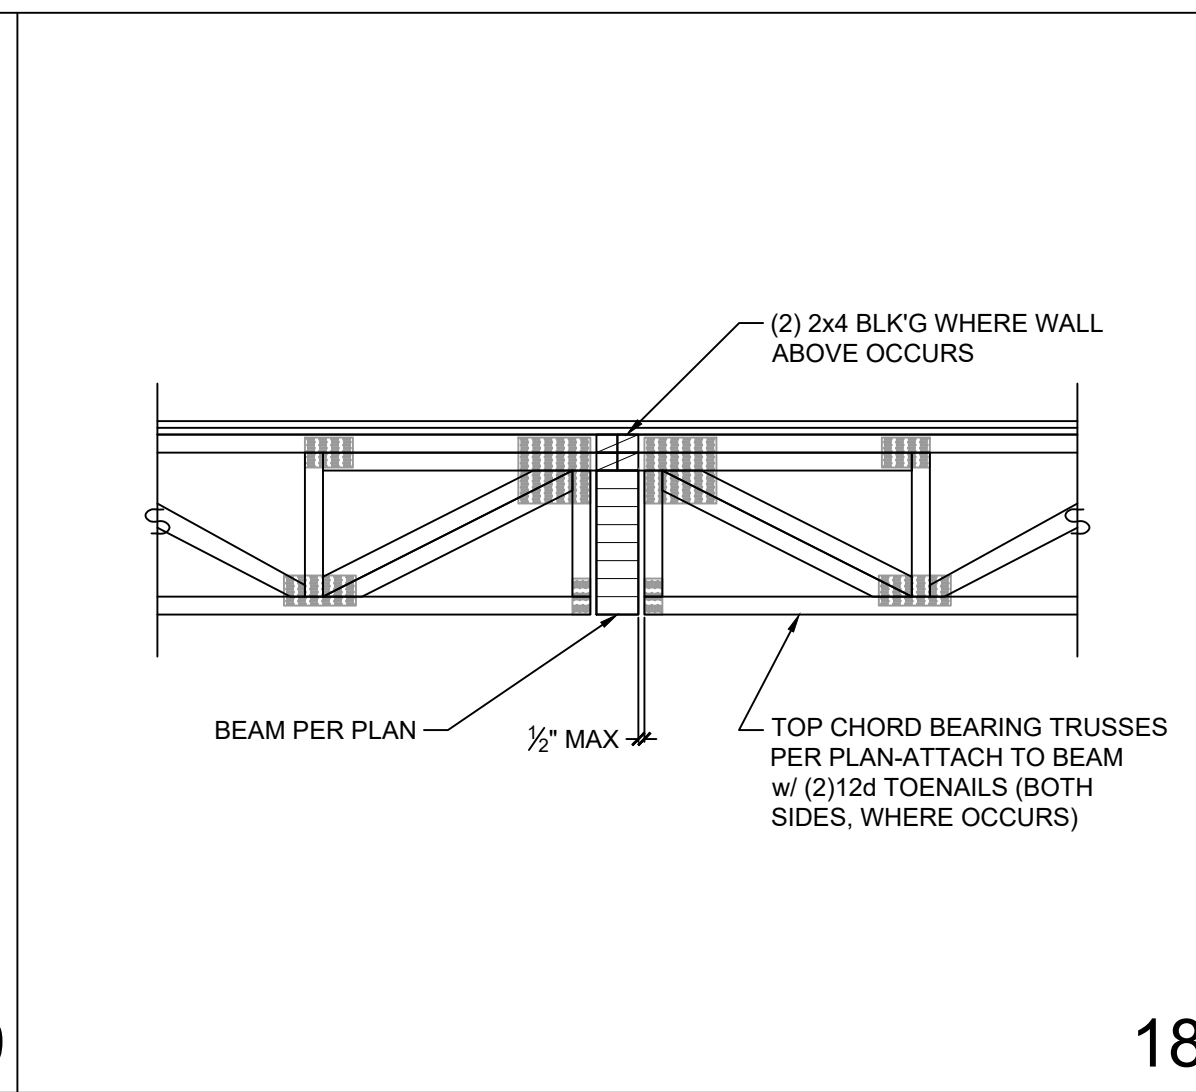 (2) 2x4 BLK'G WHERE WALL
ABOVE OCCURS
BEAM PER PLAN
½" MAX
TOP CHORD BEARING TRUSSES
PER PLAN-ATTACH TO BEAM
w/ (2)12d TOENAILS (BOTH
SIDES, WHERE OCCURS)
18